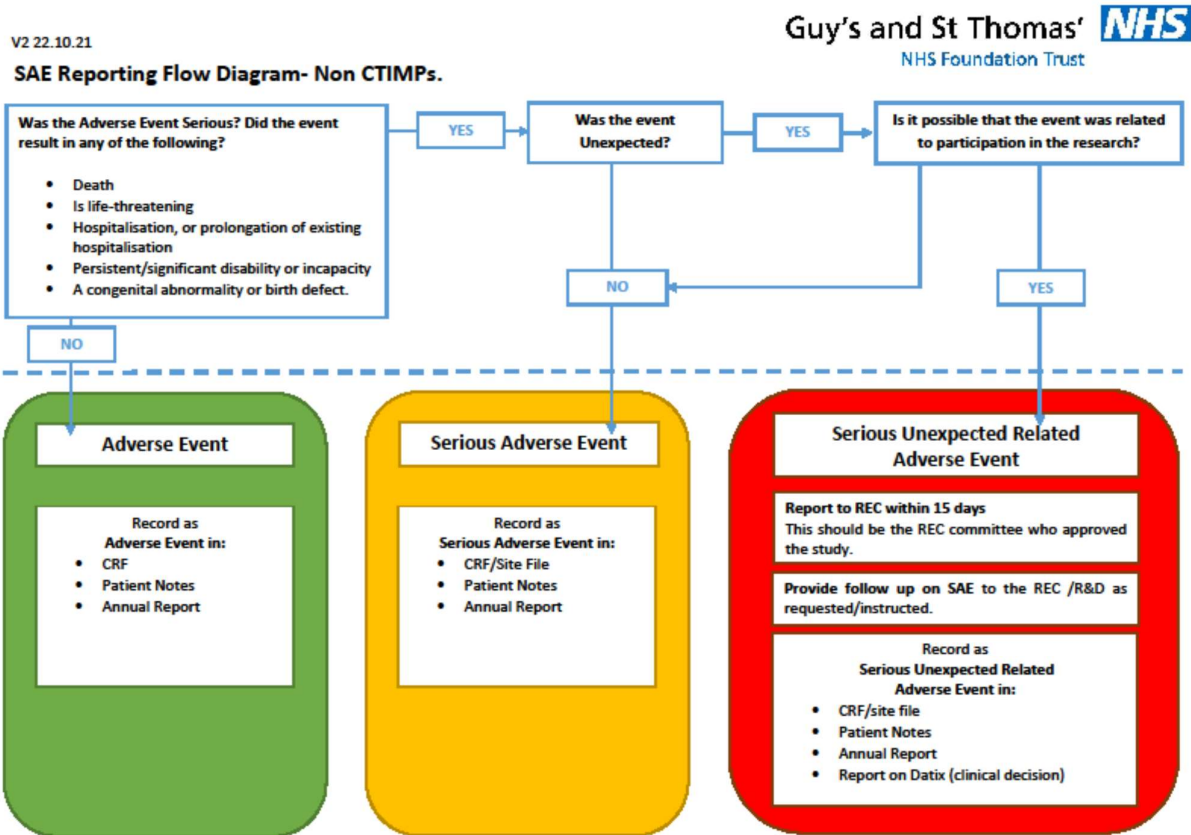 V2 22.10.21
Guy's and St Thomas' NHS
NHS Foundation Trust
SAE Reporting Flow Diagram- Non CTIMPs.
Was the Adverse Event Serious? Did the event
result in any of the following?
• Death
• Is life-threatening
• Hospitalisation, or prolongation of existing
hospitalisation
• Persistent/significant disability or incapacity
• A congenital abnormality or birth defect.
YES
Was the event
Unexpected?
YES
Is it possible that the event was related
to participation in the research?
NO
NO
YES
Adverse Event
Record as
Adverse Event in:
• CRF
• Patient Notes
• Annual Report
Serious Adverse Event
Record as
Serious Adverse Event in:
• CRF/Site File
• Patient Notes
• Annual Report
Serious Unexpected Related
Adverse Event
Report to REC within 15 days
This should be the REC committee who approved
the study.
Provide follow up on SAE to the REC /R&D as
requested/instructed.
Record as
Serious Unexpected Related
Adverse Event in:
• CRF/site file
• Patient Notes
• Annual Report
• Report on Datix (clinical decision)